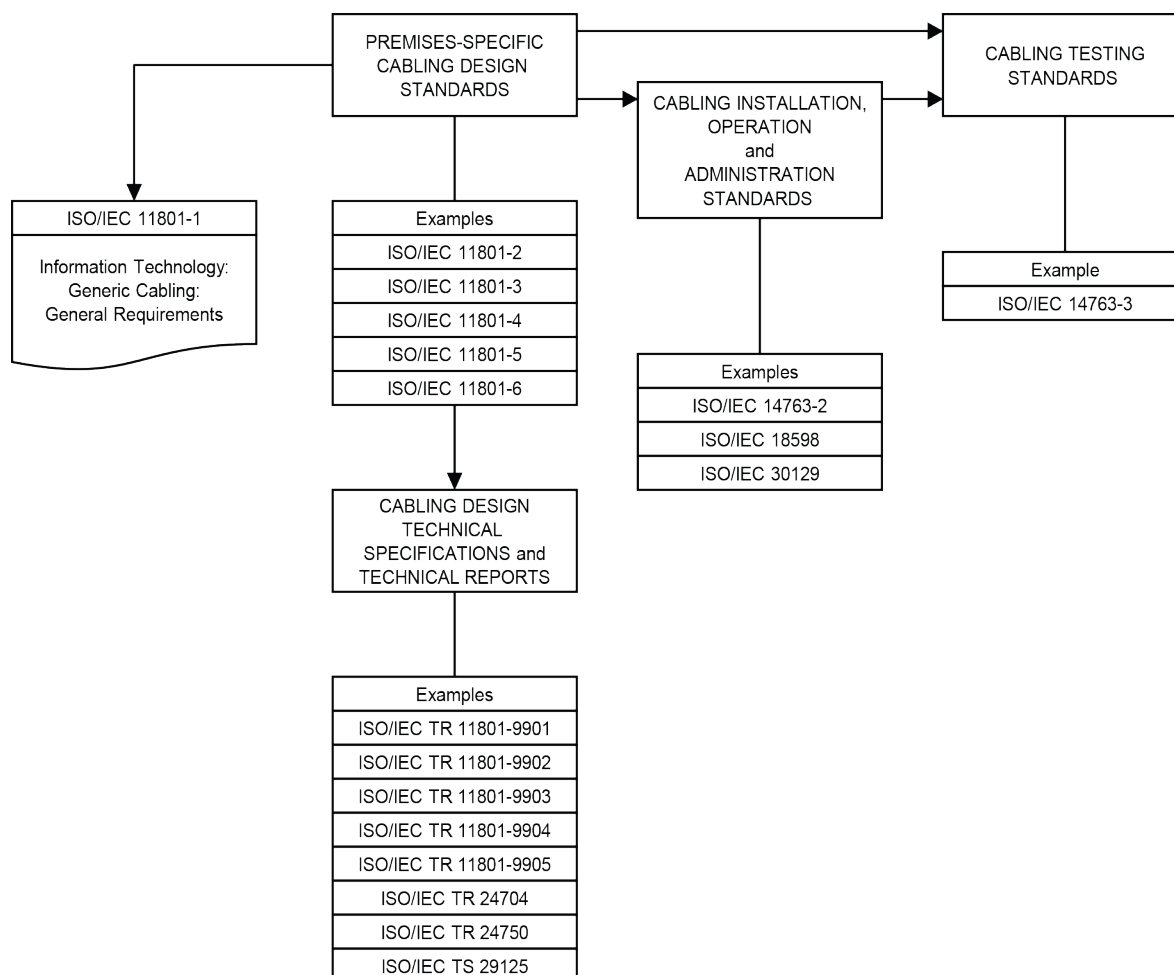 PREMISES-SPECIFIC
CABLING DESIGN
STANDARDS
CABLING TESTING
STANDARDS
CABLING INSTALLATION,
OPERATION
and
ADMINISTRATION
STANDARDS
ISO/IEC 11801-1
Information Technology:
Generic Cabling:
General Requirements
Examples
ISO/IEC 11801-2
ISO/IEC 11801-3
ISO/IEC 11801-4
ISO/IEC 11801-5
ISO/IEC 11801-6
Example
ISO/IEC 14763-3
Examples
ISO/IEC 14763-2
ISO/IEC 18598
ISO/IEC 30129
CABLING DESIGN
TECHNICAL
SPECIFICATIONS and
TECHNICAL REPORTS
Examples
ISO/IEC TR 11801-9901
ISO/IEC TR 11801-9902
ISO/IEC TR 11801-9903
ISO/IEC TR 11801-9904
ISO/IEC TR 11801-9905
ISO/IEC TR 24704
ISO/IEC TR 24750
ISO/IEC TS 29125